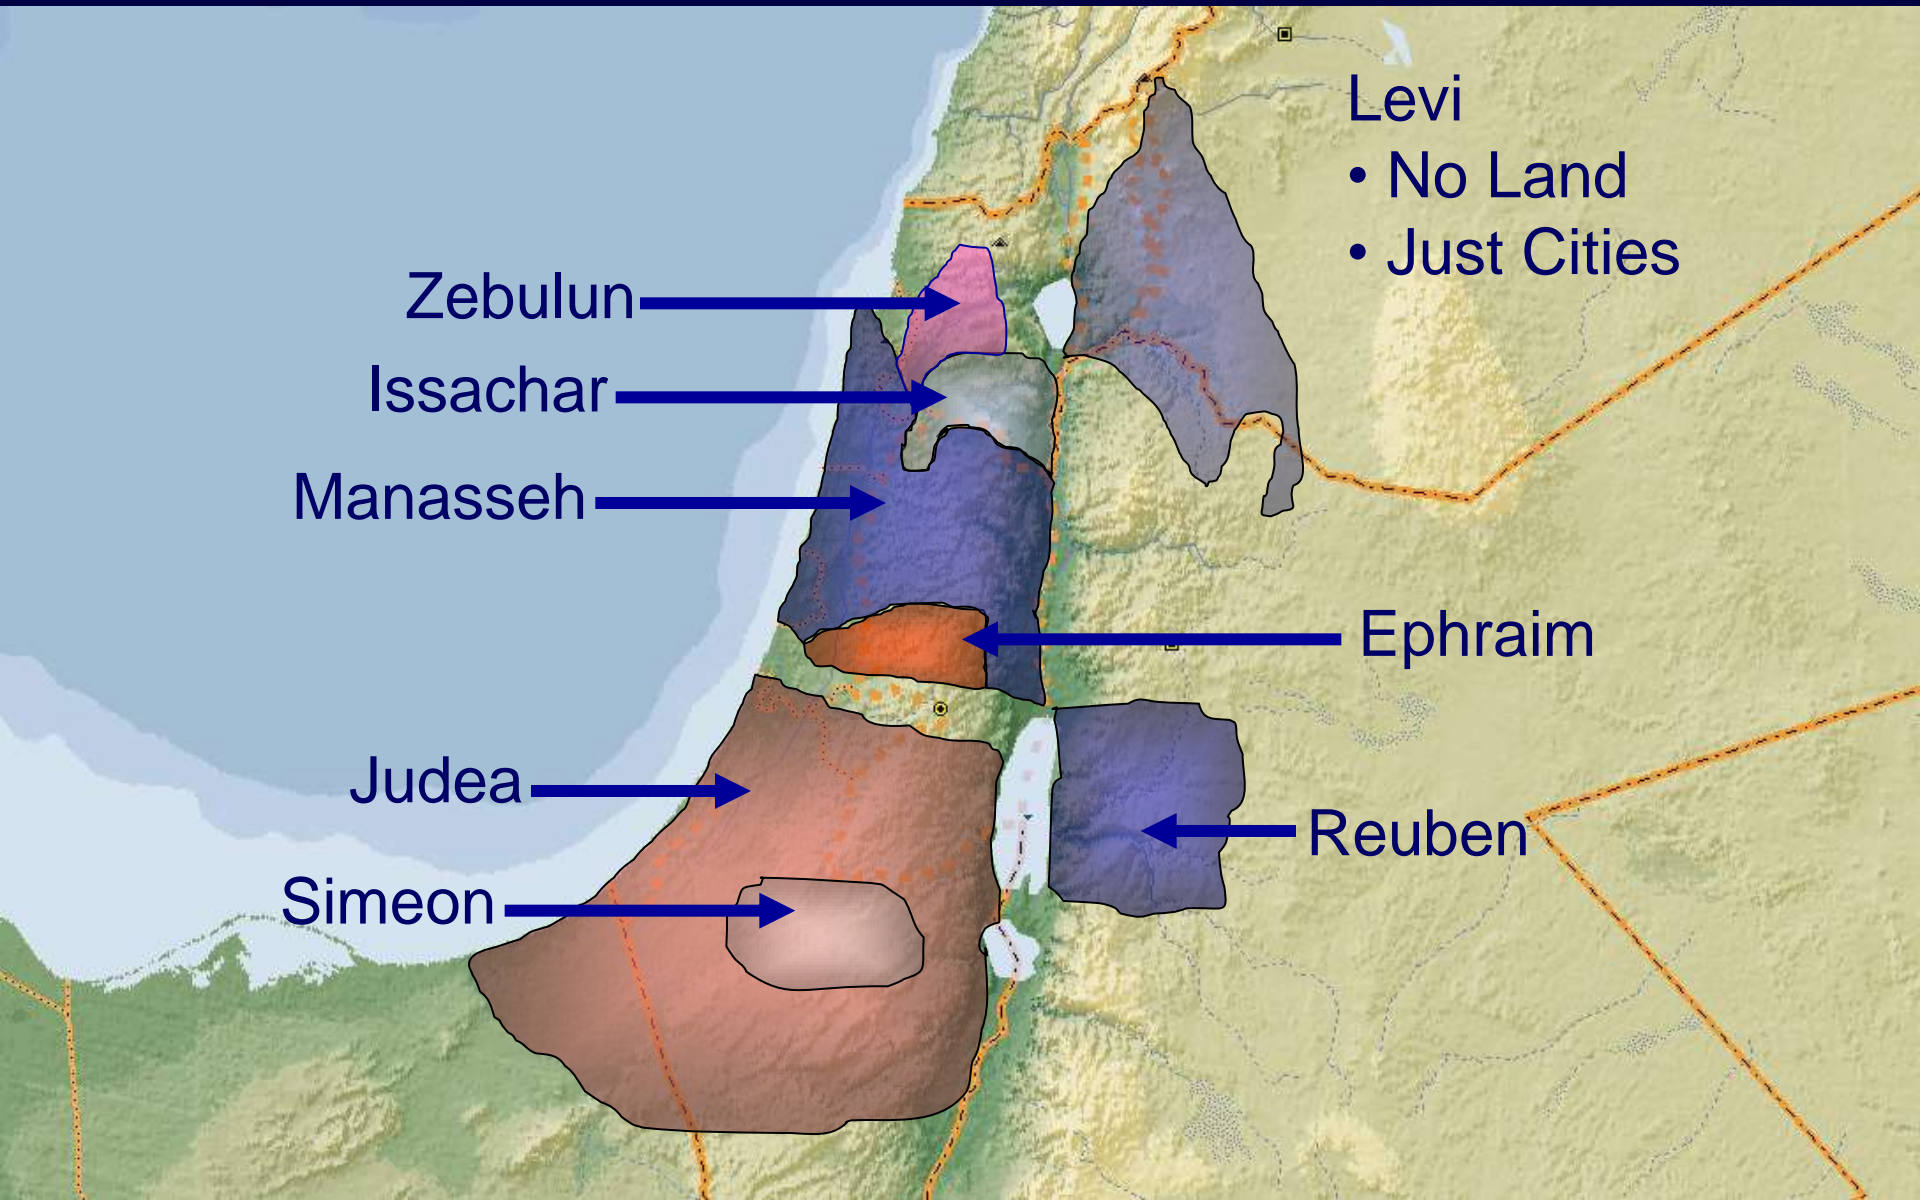 Levi
• No Land
• Just Cities
Zebulun
Issachar
Manasseh
Ephraim
Judea
Reuben
Simeon